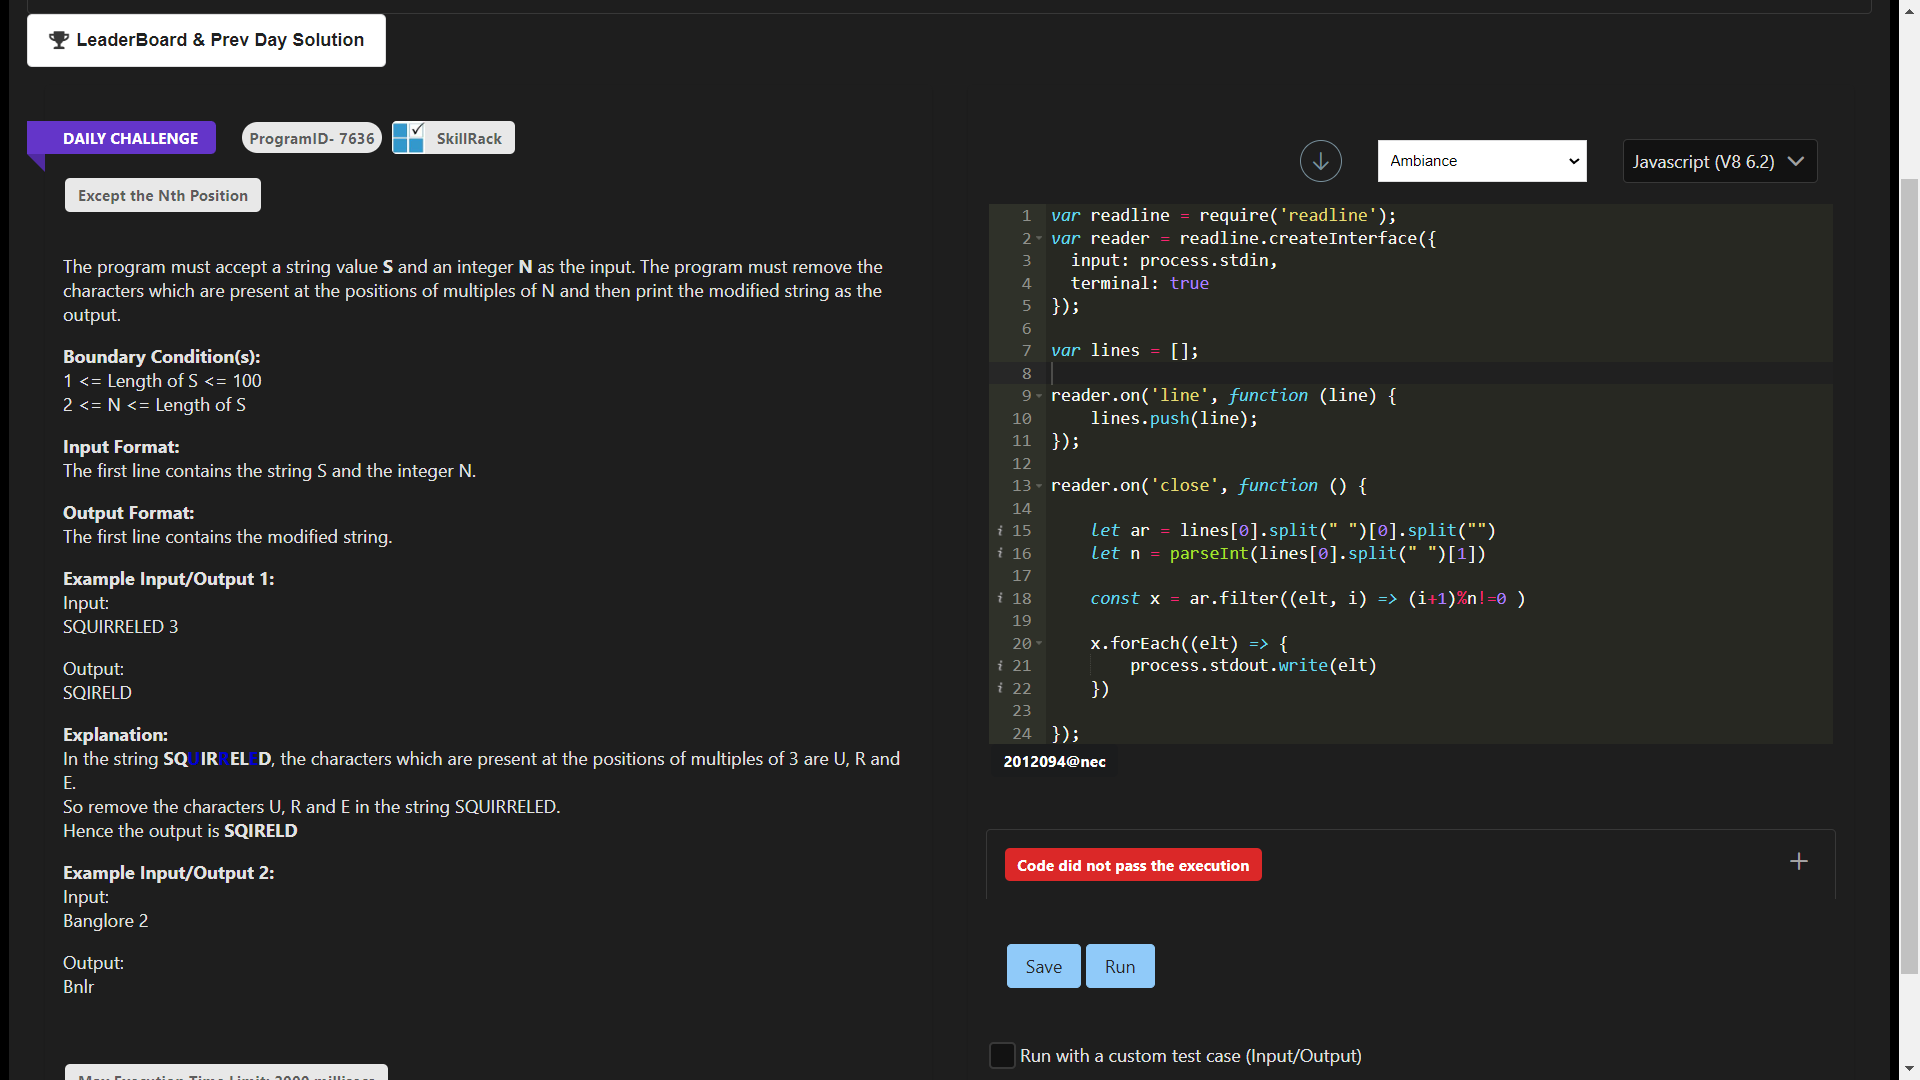 LeaderBoard & Prev Day Solution
DAILY CHALLENGE
ProgramID- 7636
SkillRack
Except the Nth Position
The program must accept a string value S and an integer N as the input. The program must remove the
characters which are present at the positions of multiples of N and then print the modified string as the
output.
Boundary Condition(s):
1 <= Length of S <= 100
2 <= N <= Length of S
Input Format:
The first line contains the string S and the integer N.
Output Format:
The first line contains the modified string.
Example Input/Output 1:
Input:
SQUIRRELED 3
Output:
SQIRELD
Explanation:
In the string SQUIRRELED, the characters which are present at the positions of multiples of 3 are U, R and
E.
So remove the characters U, R and E in the string SQUIRRELED.
Hence the output is SQIRELD
Example Input/Output 2:
Input:
Banglore 2
Output:
Bnlr
Max Execution Time Limit: 2000 millisecs
Ambiance
Javascript (V8 6.2)
1 var readline = require('readline');
2 var reader = readline.createInterface({
3 input: process.stdin,
4 terminal: true
5 });
6
7 var lines = [];
8
9 reader.on('line', function (line) {
10 lines.push(line);
11 });
12
13 reader.on('close', function () {
14
i 15 let ar = lines[0].split(" ")[0].split("")
i 16 let n = parseInt(lines[0].split(" ")[1])
17
i 18 const x = ar.filter((elt, i) => (i+1)%n!=0 )
19
20 x.forEach((elt) => {
i 21 process.stdout.write(elt)
i 22 })
23
24 });
2012094@nec
Code did not pass the execution
+
Save
Run
Run with a custom test case (Input/Output)